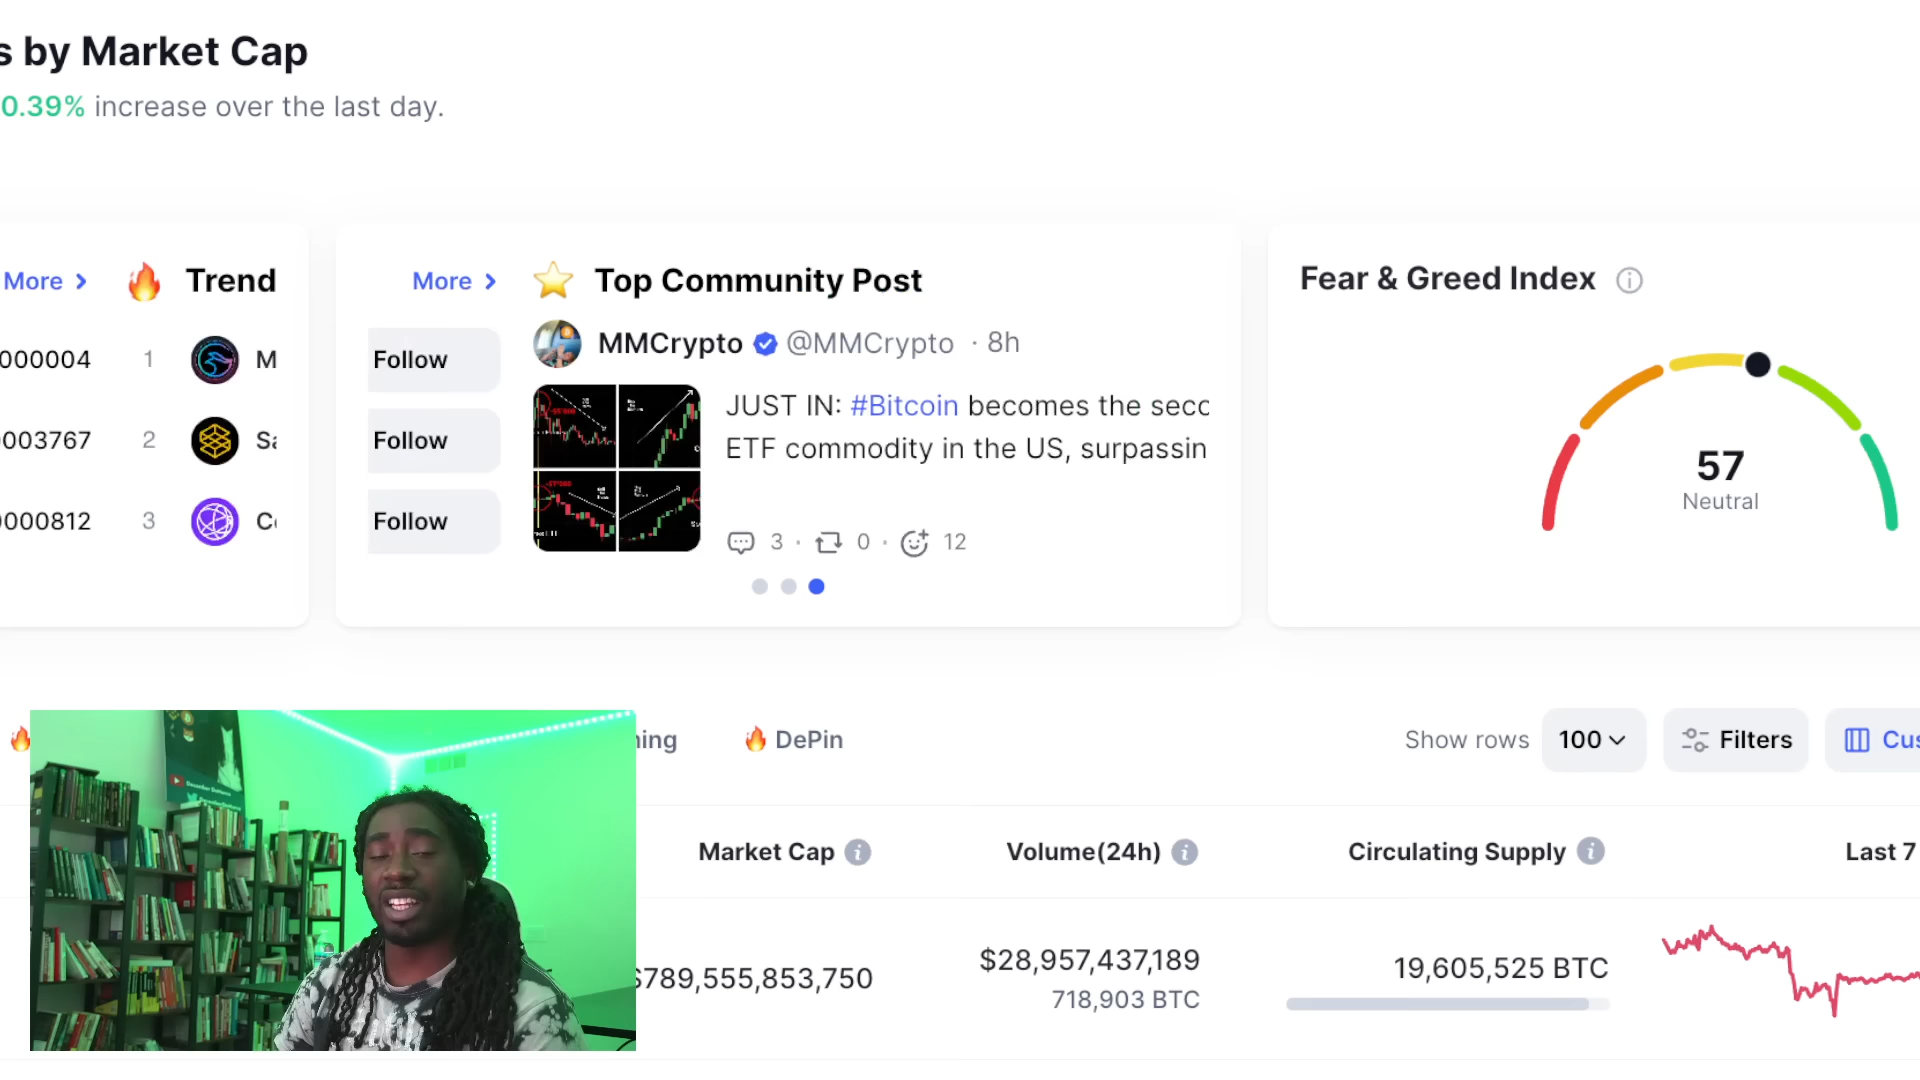 s by Market Cap
0.39% increase over the last day.
More
Trend
000004 1 M
003767 2 Sa
000812 3 Co
More
Follow
Follow
Follow
Top Community Post
MMCrypto @MMCrypto · 8h
JUST IN: #Bitcoin becomes the secc
ETF commodity in the US, surpassin
3 · 0 · 12
Fear & Greed Index
57
Neutral
ning
DePin
Show rows 100 Filters Cus
Market Cap Volume(24h) Circulating Supply Last 7
$789,555,853,750 $28,957,437,189 19,605,525 BTC
718,903 BTC